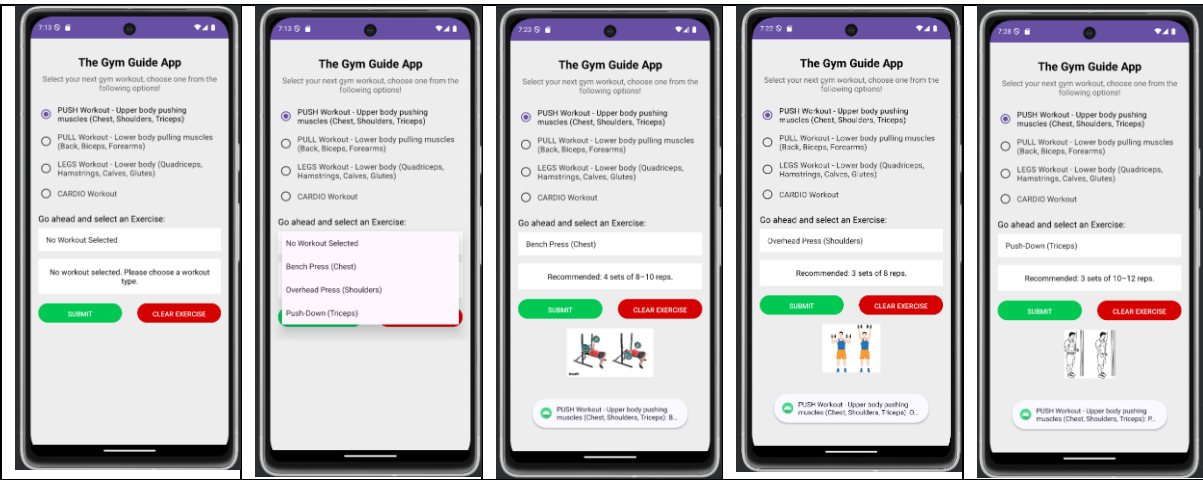 7:13
The Gym Guide App
Select your next gym workout, choose one from the
following options!
PUSH Workout - Upper body pushing
muscles (Chest, Shoulders, Triceps)
PULL Workout - Lower body pulling muscles
(Back, Biceps, Forearms)
LEGS Workout - Lower body (Quadriceps,
Hamstrings, Calves, Glutes)
CARDIO Workout
Go ahead and select an Exercise:
No Workout Selected
No workout selected. Please choose a workout
type.
SUBMIT
CLEAR EXERCISE
7:13
The Gym Guide App
Select your next gym workout, choose one from the
following options!
PUSH Workout - Upper body pushing
muscles (Chest, Shoulders, Triceps)
PULL Workout - Lower body pulling muscles
(Back, Biceps, Forearms)
LEGS Workout - Lower body (Quadriceps,
Hamstrings, Calves, Glutes)
CARDIO Workout
Go ahead and select an Exercise:
No Workout Selected
Bench Press (Chest)
Overhead Press (Shoulders)
Push-Down (Triceps)
7:23
The Gym Guide App
Select your next gym workout, choose one from the
following options!
PUSH Workout - Upper body pushing
muscles (Chest, Shoulders, Triceps)
PULL Workout - Lower body pulling muscles
(Back, Biceps, Forearms)
LEGS Workout - Lower body (Quadriceps,
Hamstrings, Calves, Glutes)
CARDIO Workout
Go ahead and select an Exercise:
Bench Press (Chest)
Recommended: 4 sets of 8–10 reps.
SUBMIT
CLEAR EXERCISE
PUSH Workout - Upper body pushing
muscles (Chest, Shoulders, Triceps): B...
7:22
The Gym Guide App
Select your next gym workout, choose one from the
following options!
PUSH Workout - Upper body pushing
muscles (Chest, Shoulders, Triceps)
PULL Workout - Lower body pulling muscles
(Back, Biceps, Forearms)
LEGS Workout - Lower body (Quadriceps,
Hamstrings, Calves, Glutes)
CARDIO Workout
Go ahead and select an Exercise:
Overhead Press (Shoulders)
Recommended: 3 sets of 8 reps.
SUBMIT
CLEAR EXERCISE
PUSH Workout - Upper body pushing
muscles (Chest, Shoulders, Triceps): O...
7:28
The Gym Guide App
Select your next gym workout, choose one from the
following options!
PUSH Workout - Upper body pushing
muscles (Chest, Shoulders, Triceps)
PULL Workout - Lower body pulling muscles
(Back, Biceps, Forearms)
LEGS Workout - Lower body (Quadriceps,
Hamstrings, Calves, Glutes)
CARDIO Workout
Go ahead and select an Exercise:
Push-Down (Triceps)
Recommended: 3 sets of 10–12 reps.
SUBMIT
CLEAR EXERCISE
PUSH Workout - Upper body pushing
muscles (Chest, Shoulders, Triceps): P...